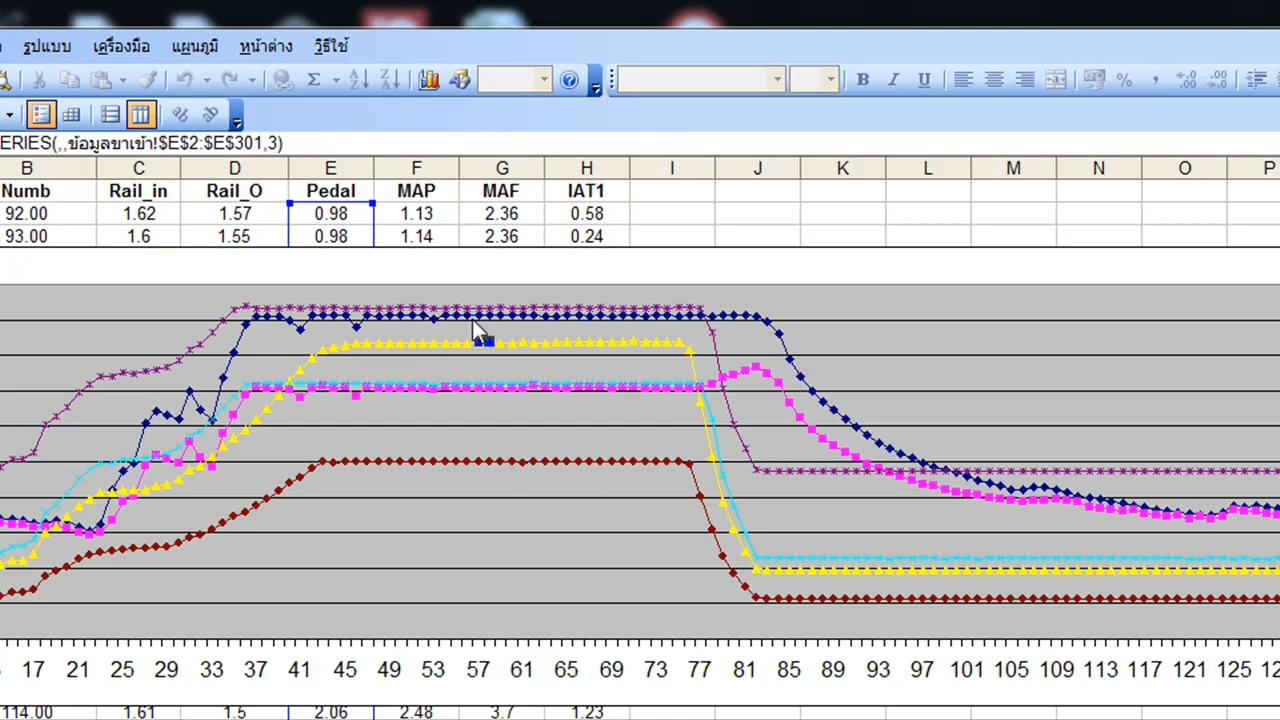 รูปแบบ เครื่องมือ แผนภูมิ หน้าต่าง วิธีใช้
Σ A Z Z A ? B I U % ,
ERIES(,,ข้อมูลขาเข้า!$E$2:$E$301,3)
B C D E F G H I J K L M N O P
Numb Rail_in Rail_O Pedal MAP MAF IAT1
92.00 1.62 1.57 0.98 1.13 2.36 0.58
93.00 1.6 1.55 0.98 1.14 2.36 0.24
17 21 25 29 33 37 41 45 49 53 57 61 65 69 73 77 81 85 89 93 97 101 105 109 113 117 121 125 12
114.00 1.61 1.5 2.06 2.48 3.7 1.23